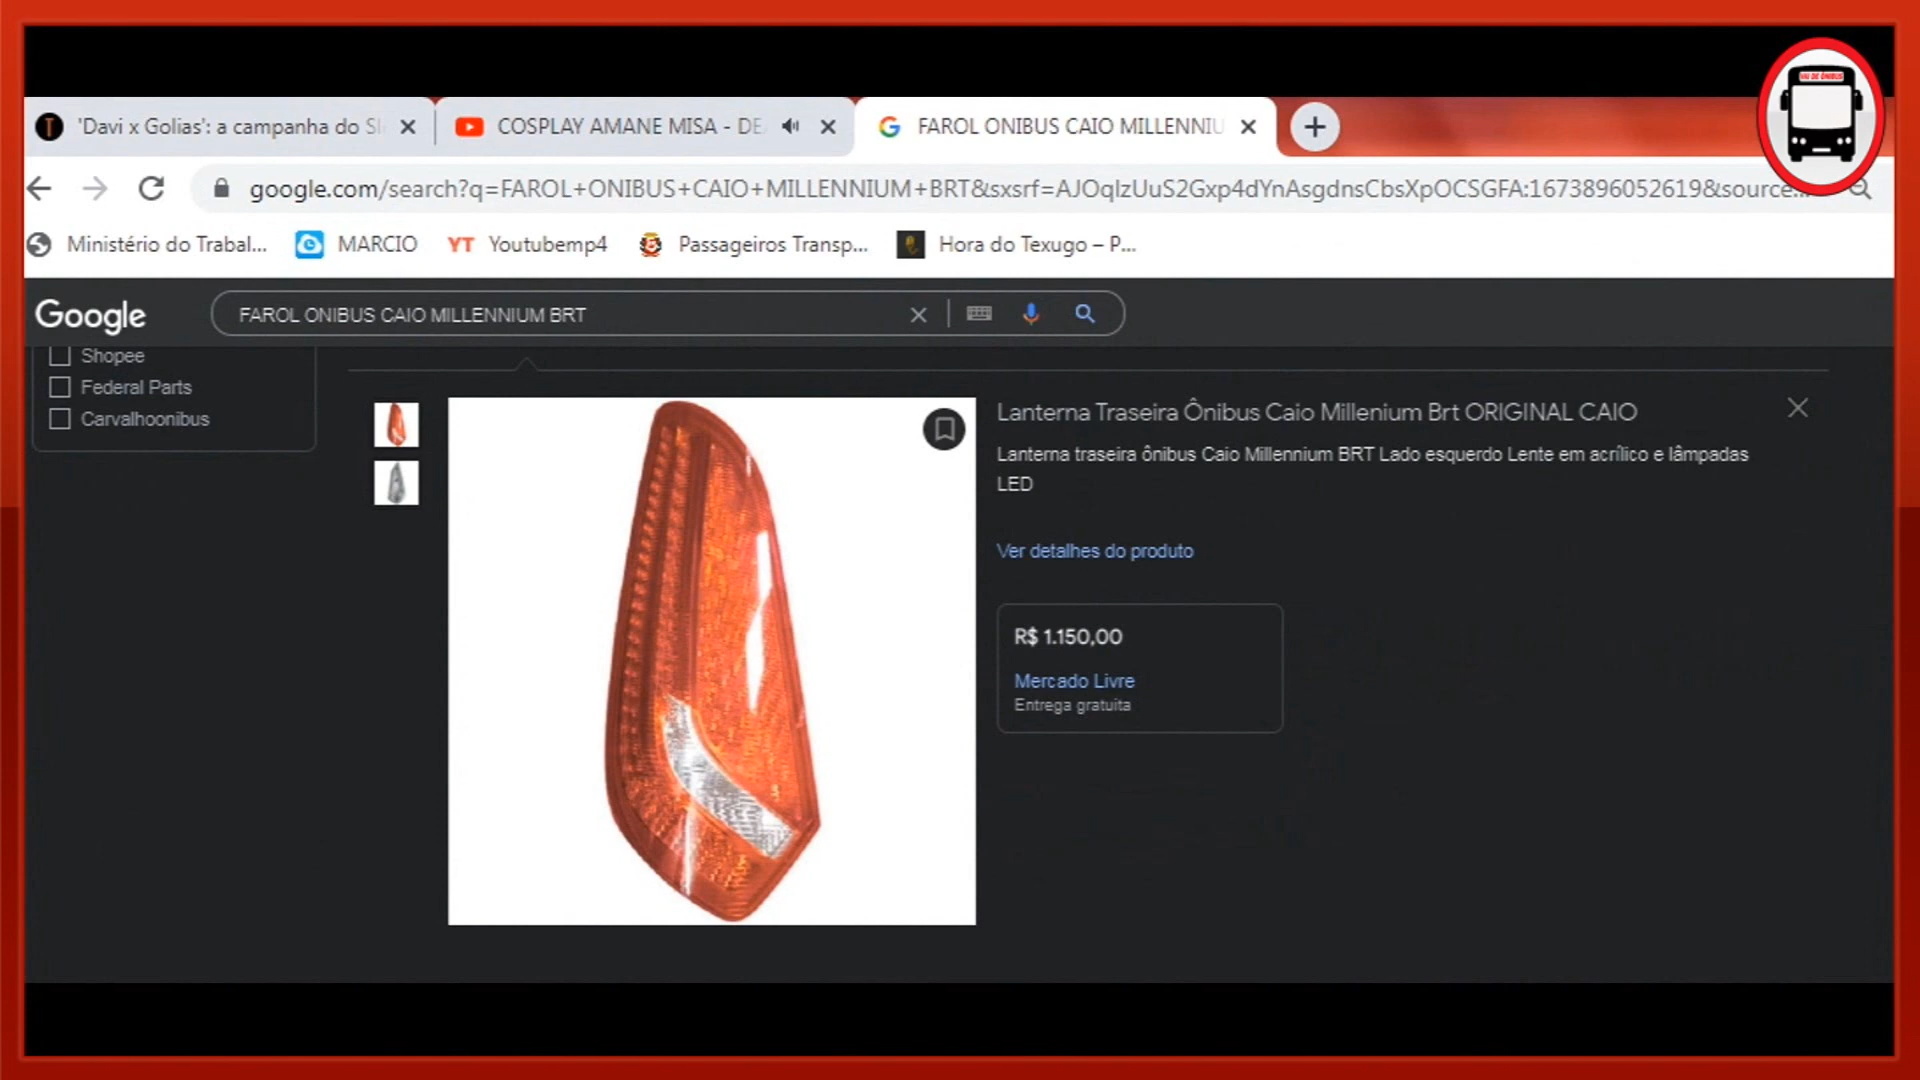 VAI DE ÔNIBUS
'Davi x Golias': a campanha do Sl
COSPLAY AMANE MISA - DE
FAROL ONIBUS CAIO MILLENNIU
google.com/search?q=FAROL+ONIBUS+CAIO+MILLENNIUM+BRT&sxsrf=AJOqlzUuS2Gxp4dYnAsgdnsCbsXpOCSGFA:1673896052619&source...
Ministério do Trabal...
MARCIO
YT Youtubemp4
Passageiros Transp...
Hora do Texugo – P...
Google
FAROL ONIBUS CAIO MILLENNIUM BRT
Shopee
Federal Parts
Carvalhoonibus
Lanterna Traseira Ônibus Caio Millenium Brt ORIGINAL CAIO
Lanterna traseira ônibus Caio Millennium BRT Lado esquerdo Lente em acrílico e lâmpadas
LED
Ver detalhes do produto
R$ 1.150,00
Mercado Livre
Entrega gratuita